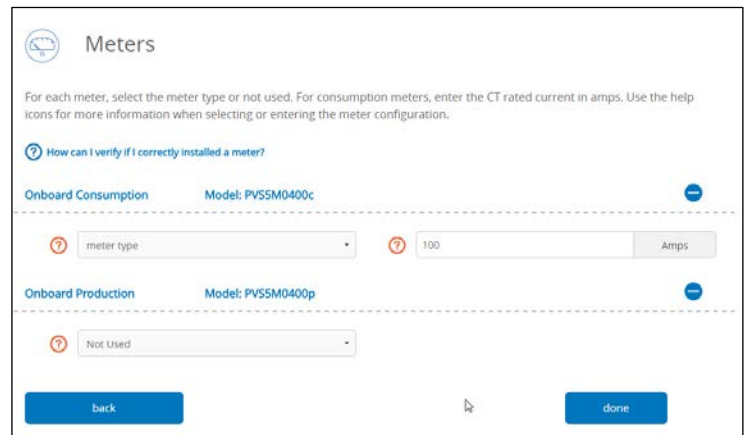 Meters
For each meter, select the meter type or not used. For consumption meters, enter the CT rated current in amps. Use the help
icons for more information when selecting or entering the meter configuration.
? How can I verify if I correctly installed a meter?
Onboard Consumption Model: PVS5M0400c
? meter type ? 100 Amps
Onboard Production Model: PVS5M0400p
? Not Used
back done